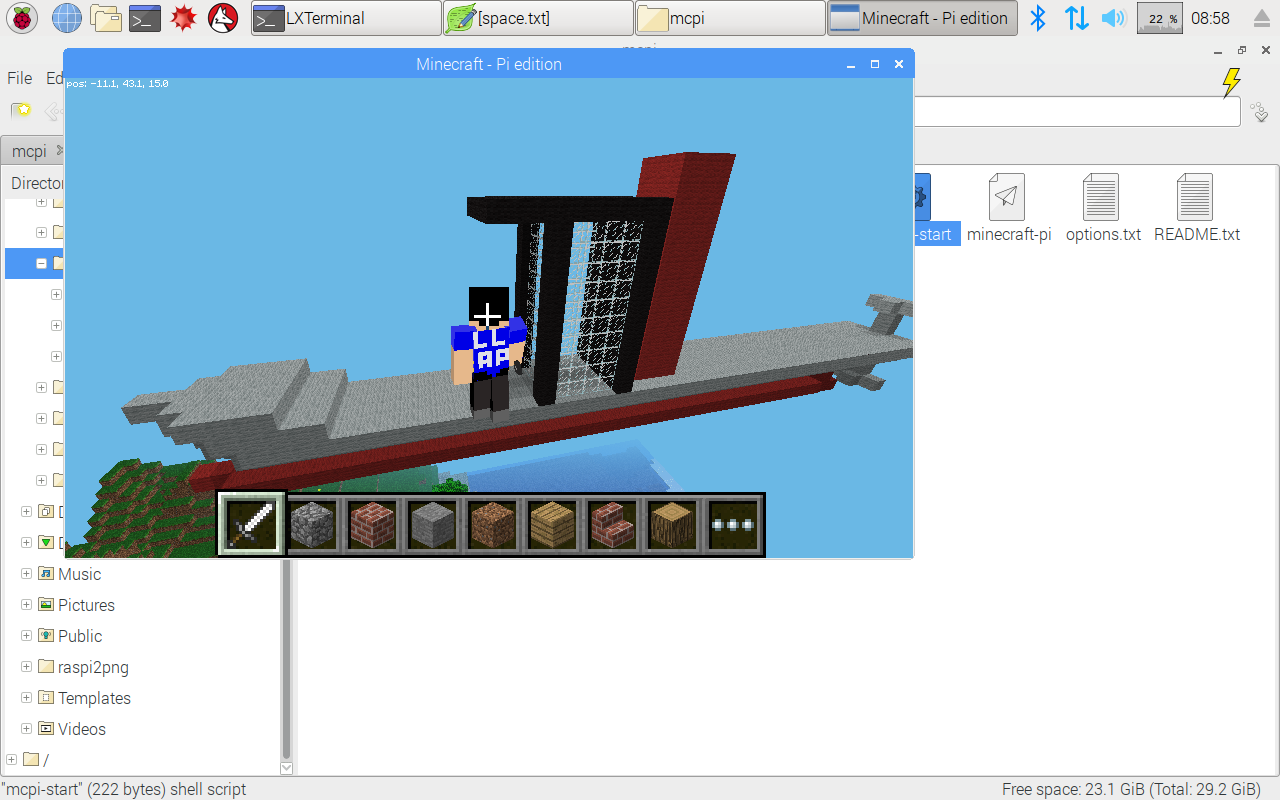 LXTerminal
[space.txt]
mcpi
Minecraft - Pi edition
22 %
08:58
Minecraft - Pi edition
File
Ed
pos: -11.1, 43.1, 15.0
mcpi
Director
-start
minecraft-pi
options.txt
README.txt
Music
Pictures
Public
raspi2png
Templates
Videos
/
"mcpi-start" (222 bytes) shell script
Free space: 23.1 GiB (Total: 29.2 GiB)